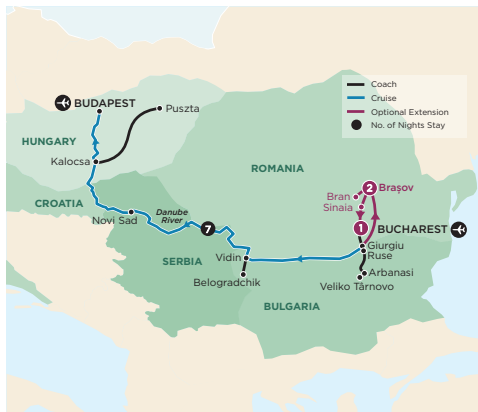 Coach
Cruise
Optional Extension
No. of Nights Stay
BUDAPEST
Puszta
HUNGARY
Kalocsa
ROMANIA
CROATIA
Bran
2
Brașov
Sinaia
Novi Sad
Danube
River
7
1
BUCHAREST
Giurgiu
Ruse
SERBIA
Vidin
Belogradchik
Arbanasi
Veliko Târnovo
BULGARIA